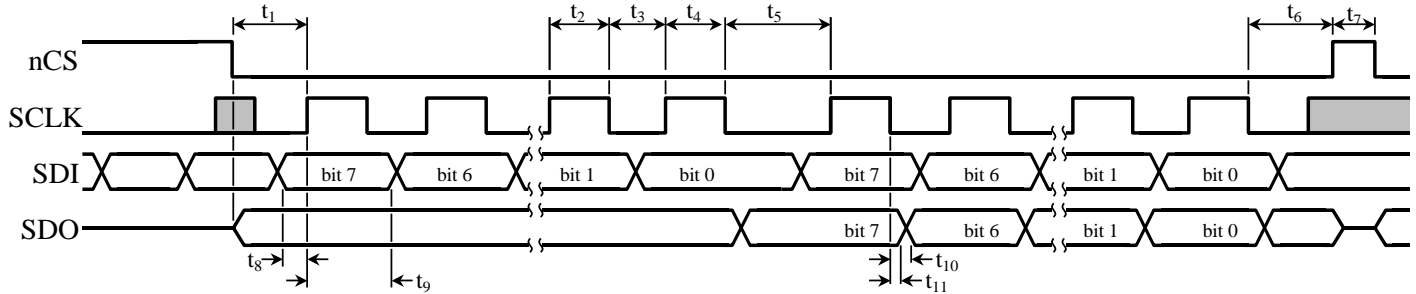 t1 t2 t3 t4 t5 t6 t7
nCS
SCLK
SDI bit 7 bit 6 bit 1 bit 0 bit 7 bit 6 bit 1 bit 0
SDO bit 7 bit 6 bit 1 bit 0
t8 t10
t9 t11